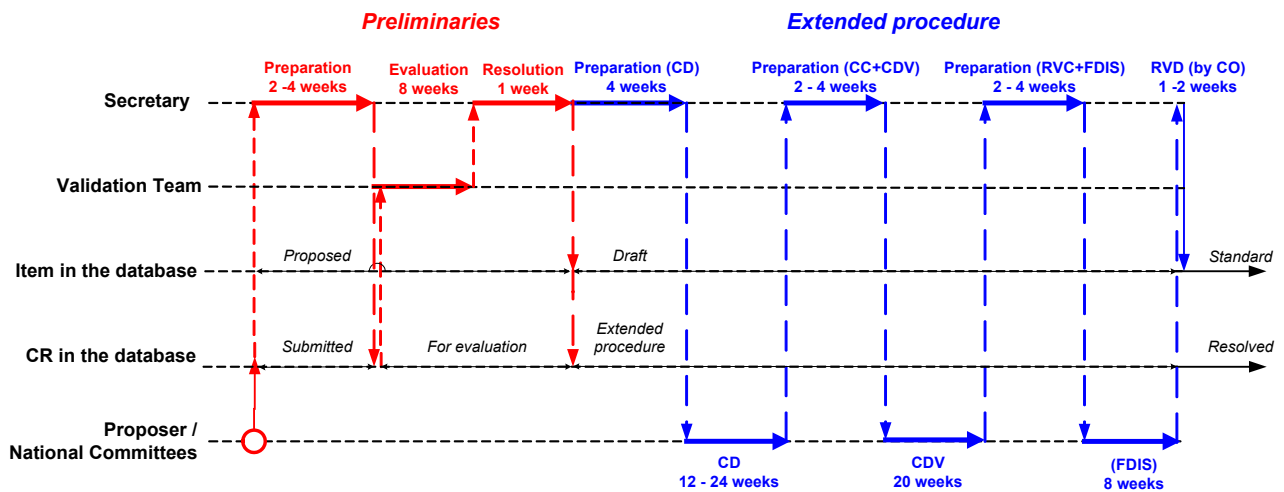 Preliminaries
Extended procedure
Preparation
2 -4 weeks
Evaluation
8 weeks
Resolution
1 week
Preparation (CD)
4 weeks
Preparation (CC+CDV)
2 - 4 weeks
Preparation (RVC+FDIS)
2 - 4 weeks
RVD (by CO)
1 -2 weeks
Secretary
Validation Team
Item in the database
Proposed
Draft
Standard
CR in the database
Submitted
For evaluation
Extended
procedure
Resolved
Proposer /
National Committees
CD
12 - 24 weeks
CDV
20 weeks
(FDIS)
8 weeks